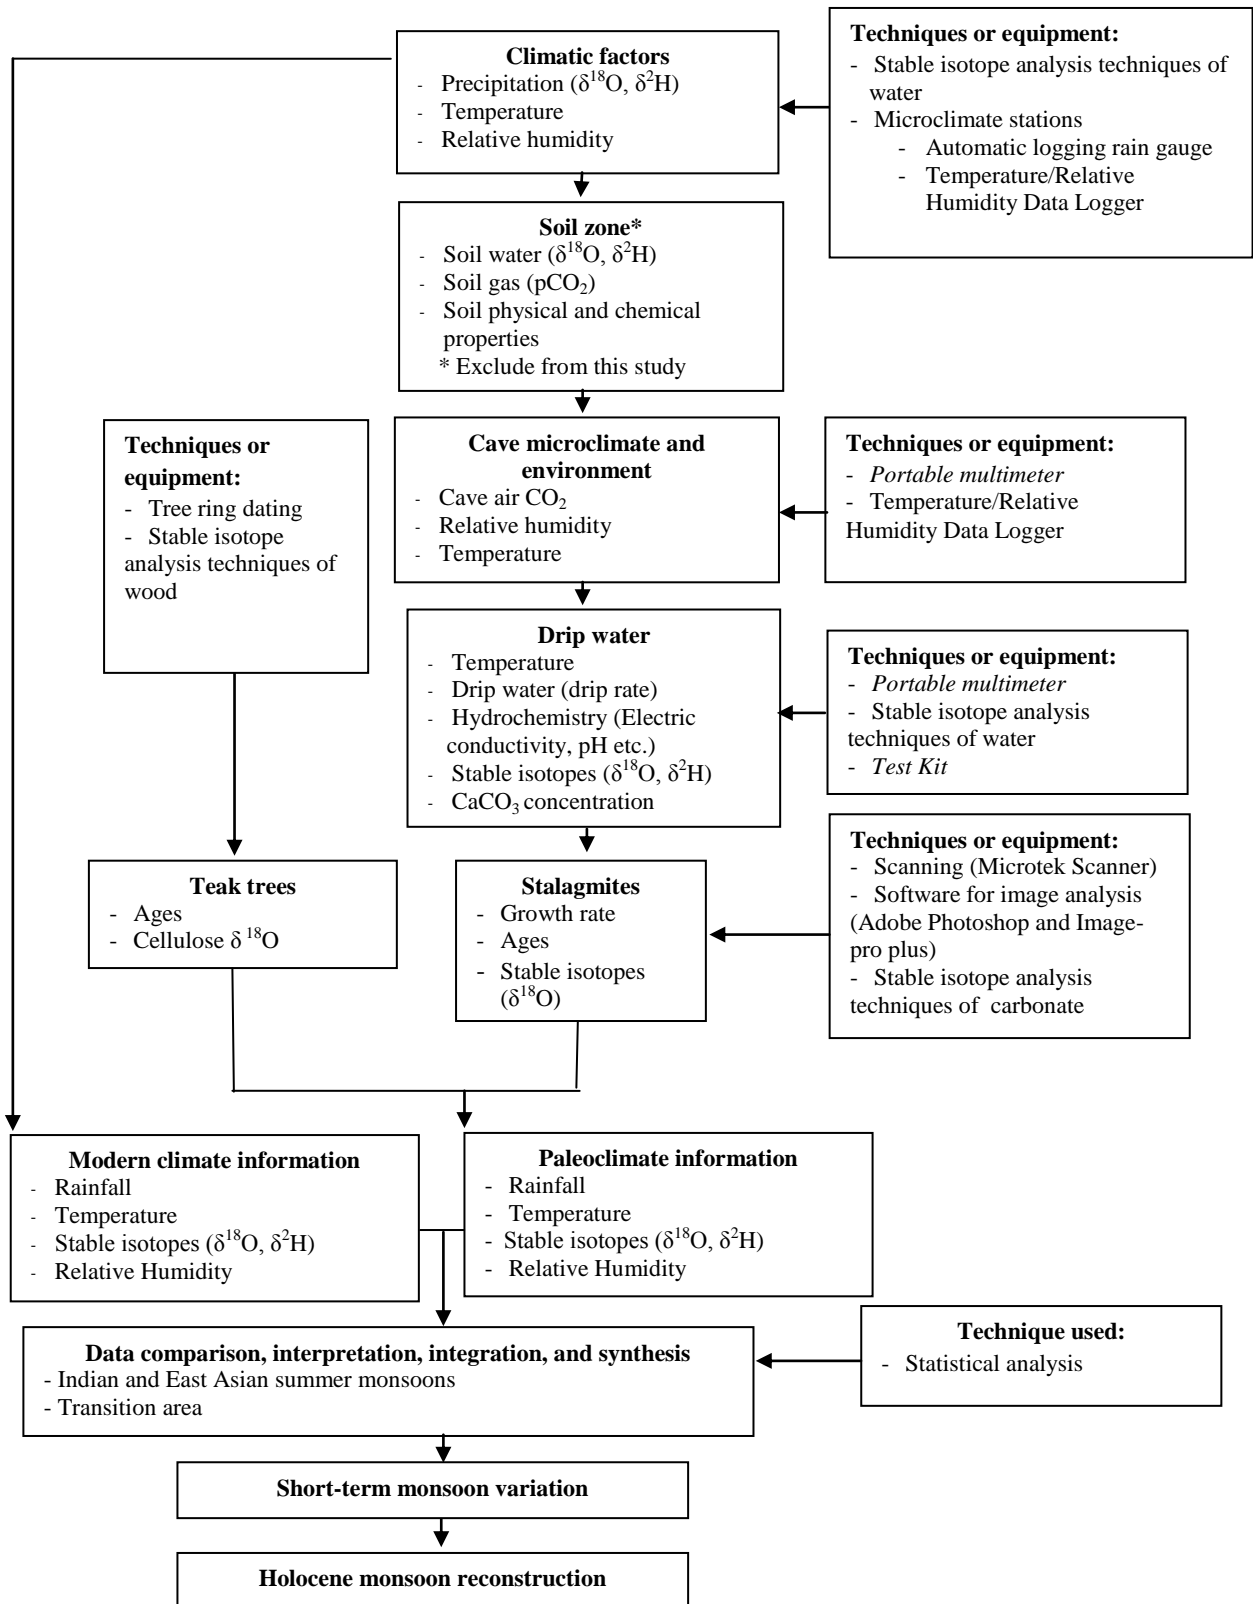 Climatic factors
- Precipitation (δ¹⁸O, δ²H)
- Temperature
- Relative humidity
Techniques or equipment:
- Stable isotope analysis techniques of
water
- Microclimate stations
- Automatic logging rain gauge
- Temperature/Relative
Humidity Data Logger
Soil zone*
- Soil water (δ¹⁸O, δ²H)
- Soil gas (pCO₂)
- Soil physical and chemical
properties
* Exclude from this study
Techniques or
equipment:
- Tree ring dating
- Stable isotope
analysis techniques of
wood
Cave microclimate and
environment
- Cave air CO₂
- Relative humidity
- Temperature
Techniques or equipment:
- Portable multimeter
- Temperature/Relative
Humidity Data Logger
Drip water
- Temperature
- Drip water (drip rate)
- Hydrochemistry (Electric
conductivity, pH etc.)
- Stable isotopes (δ¹⁸O, δ²H)
- CaCO₃ concentration
Techniques or equipment:
- Portable multimeter
- Stable isotope analysis
techniques of water
- Test Kit
Teak trees
- Ages
- Cellulose δ ¹⁸O
Stalagmites
- Growth rate
- Ages
- Stable isotopes
(δ¹⁸O)
Techniques or equipment:
- Scanning (Microtek Scanner)
- Software for image analysis
(Adobe Photoshop and Image-
pro plus)
- Stable isotope analysis
techniques of carbonate
Modern climate information
- Rainfall
- Temperature
- Stable isotopes (δ¹⁸O, δ²H)
- Relative Humidity
Paleoclimate information
- Rainfall
- Temperature
- Stable isotopes (δ¹⁸O, δ²H)
- Relative Humidity
Data comparison, interpretation, integration, and synthesis
- Indian and East Asian summer monsoons
- Transition area
Technique used:
- Statistical analysis
Short-term monsoon variation
Holocene monsoon reconstruction